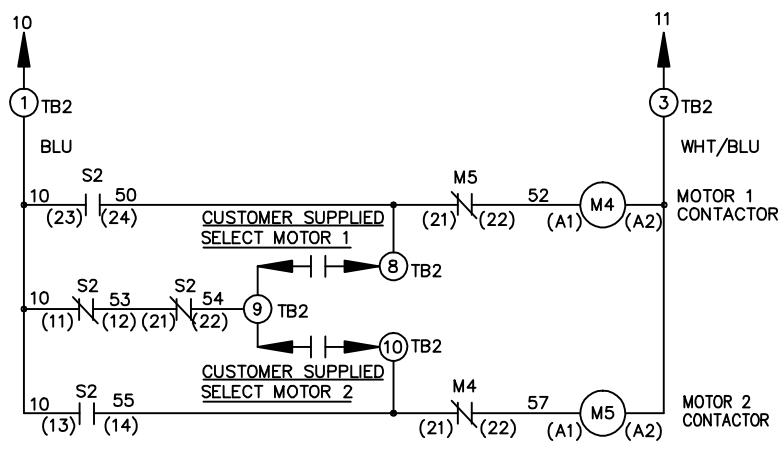 10 11
1 TB2 3 TB2
BLU WHT/BLU
S2 M5
10 50 52 M4 MOTOR 1
(23) (24) (21) (22) (A1) (A2) CONTACTOR
CUSTOMER SUPPLIED
SELECT MOTOR 1
8 TB2
S2 S2
10 53 54 9 TB2
(11) (12) (21) (22)
10 TB2
CUSTOMER SUPPLIED
SELECT MOTOR 2
S2 M4
10 55 57 M5 MOTOR 2
(13) (14) (21) (22) (A1) (A2) CONTACTOR